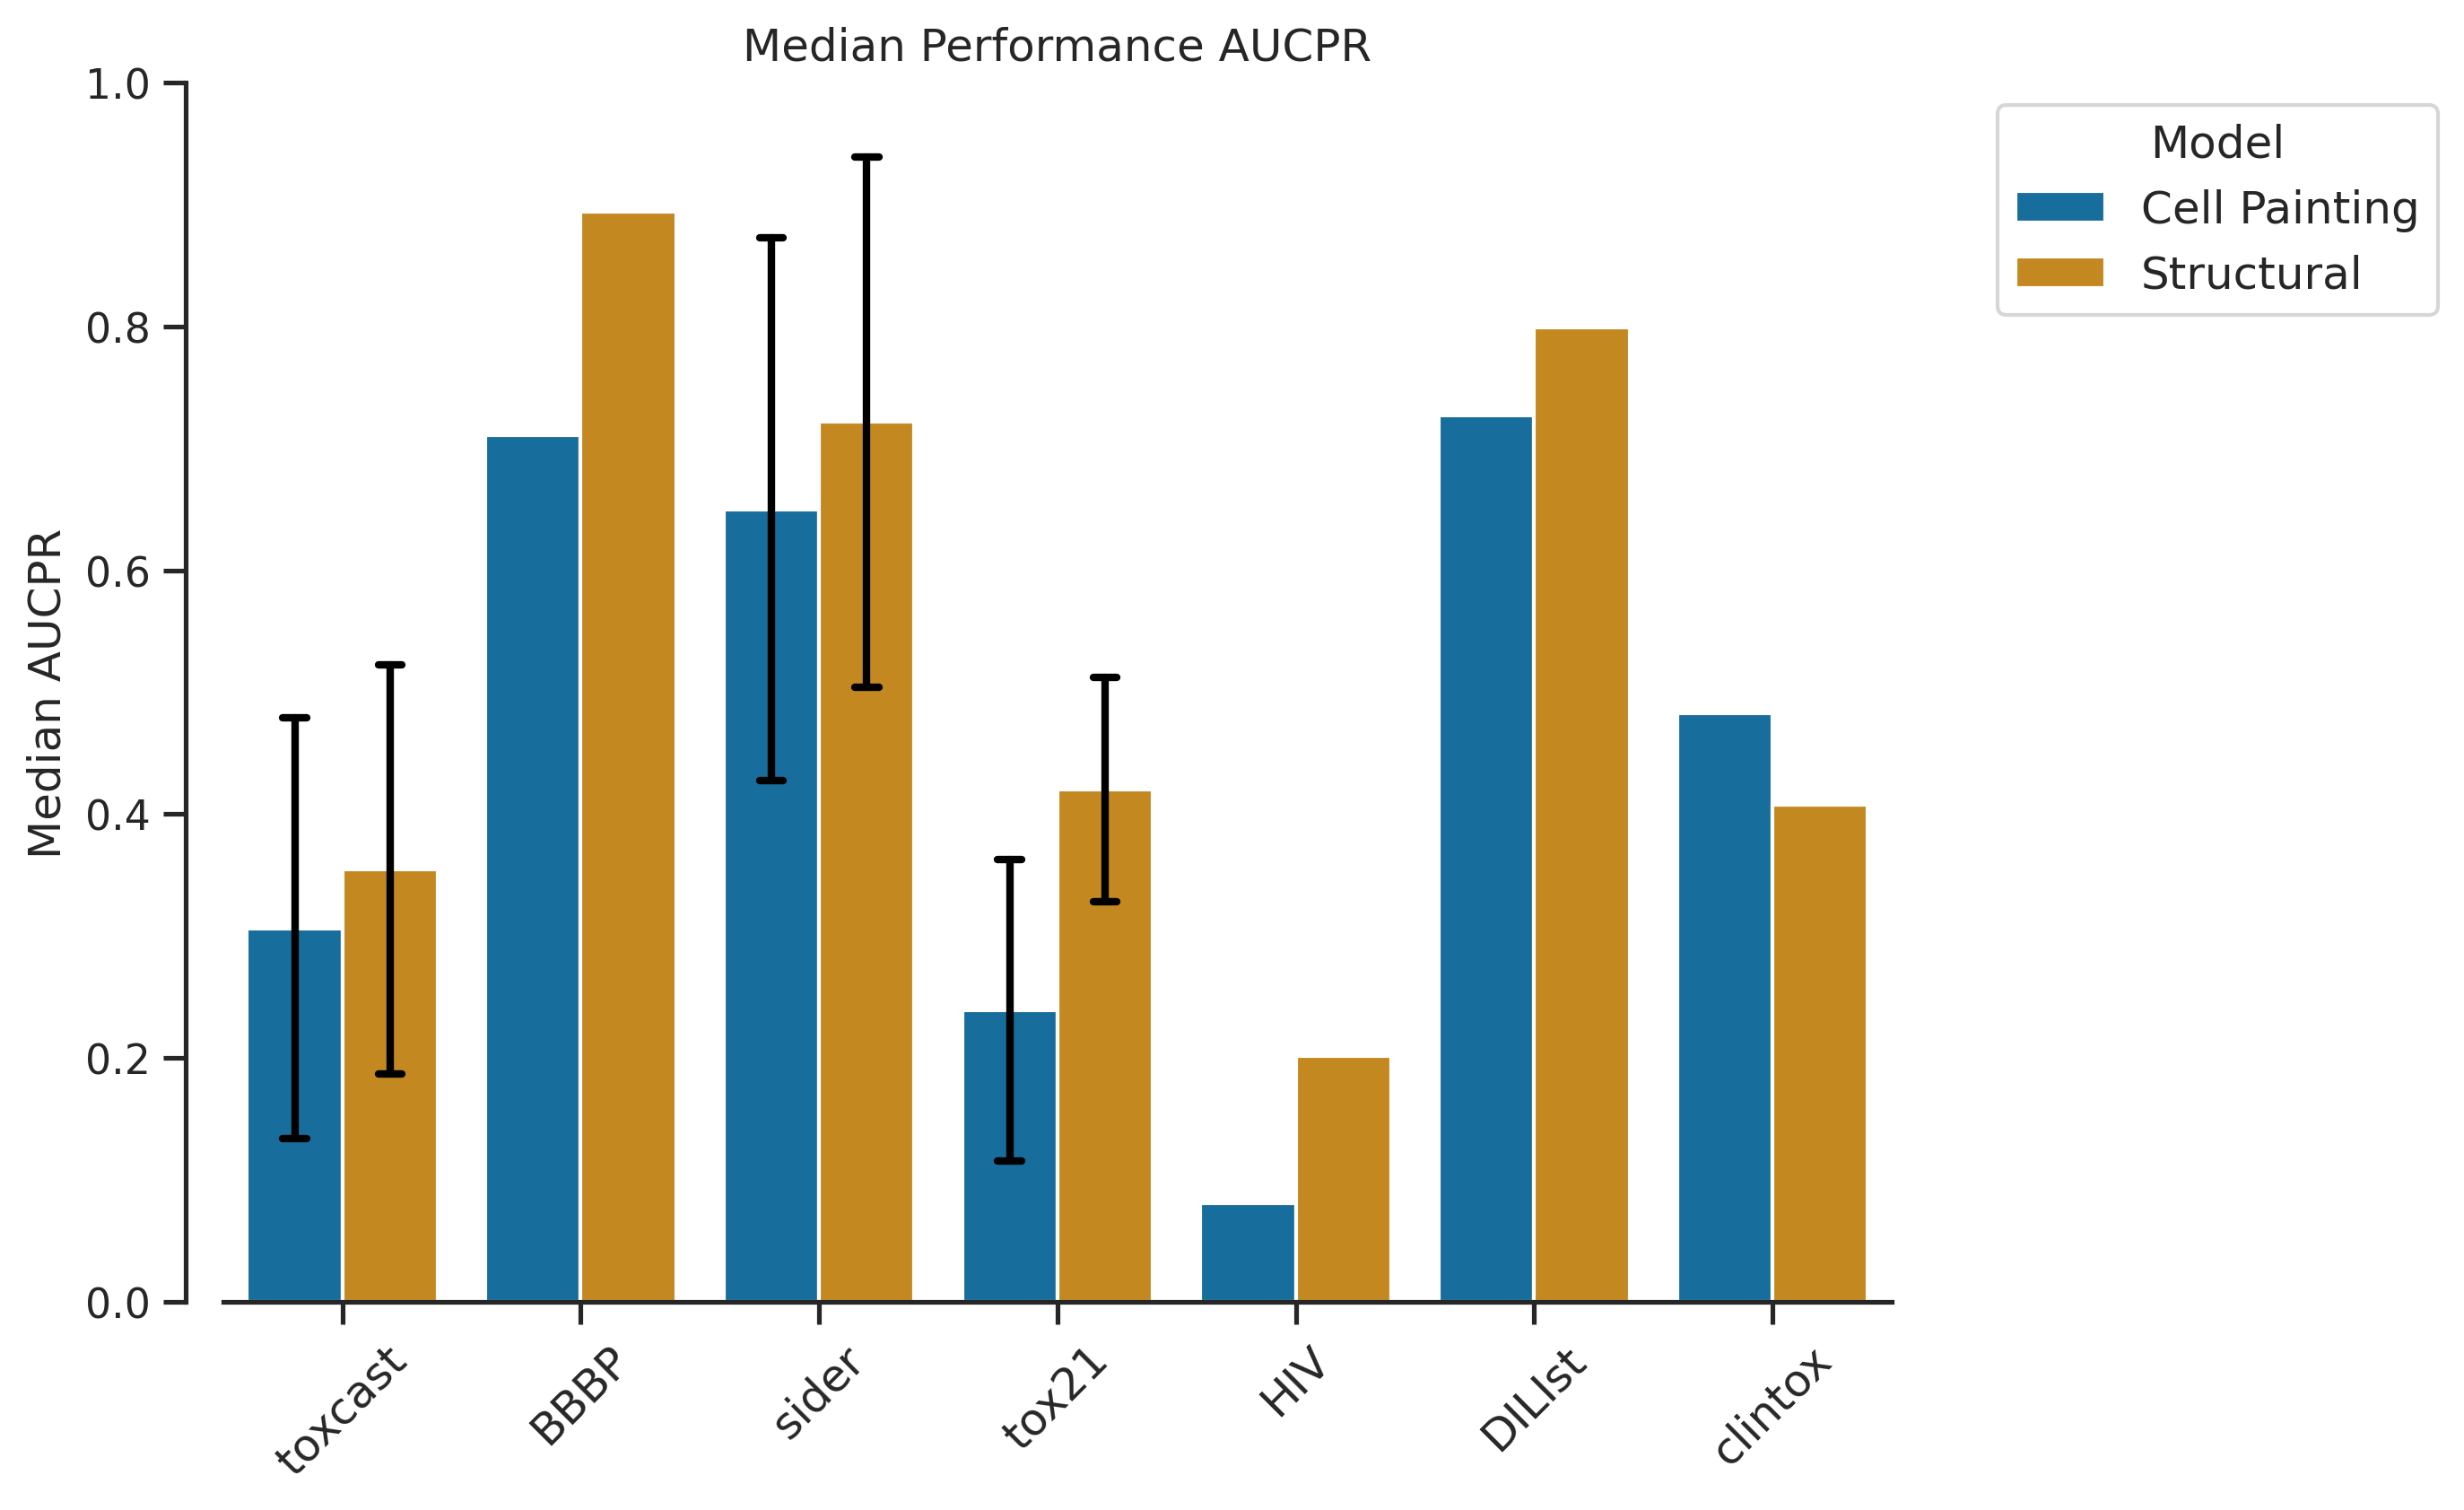 Median Performance AUCPR
1.0
0.8
0.6
0.4
0.2
0.0
Median AUCPR
toxcast
BBBP
sider
tox21
HIV
DILIst
clintox
Model
Cell Painting
Structural